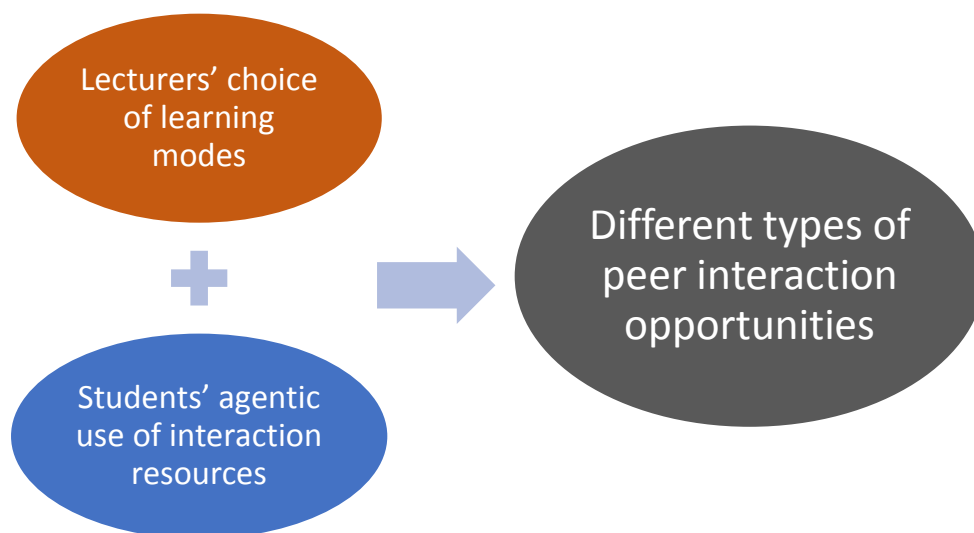 Lecturers’ choice
of learning
modes
Students’ agentic
use of interaction
resources
Different types of
peer interaction
opportunities